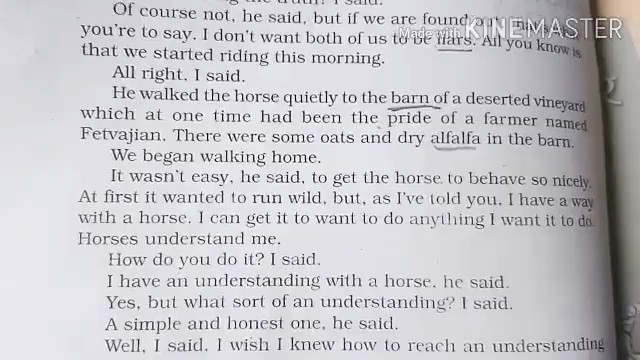 the truth? I said.
Of course not, he said, but if we are found
you're to say. I don't want both of us to be liars. All you know is
that we started riding this morning.
All right, I said.
He walked the horse quietly to the barn of a deserted vineyard
which at one time had been the pride of a farmer named
Fetvajian. There were some oats and dry alfalfa in the barn.
We began walking home.
It wasn't easy, he said, to get the horse to behave so nicely.
At first it wanted to run wild, but, as I've told you, I have a way
with a horse. I can get it to want to do anything I want it to do.
Horses understand me.
How do you do it? I said.
I have an understanding with a horse, he said.
Yes, but what sort of an understanding? I said.
A simple and honest one, he said.
Well, I said, I wish I knew how to reach an understanding
Made with KINEMASTER